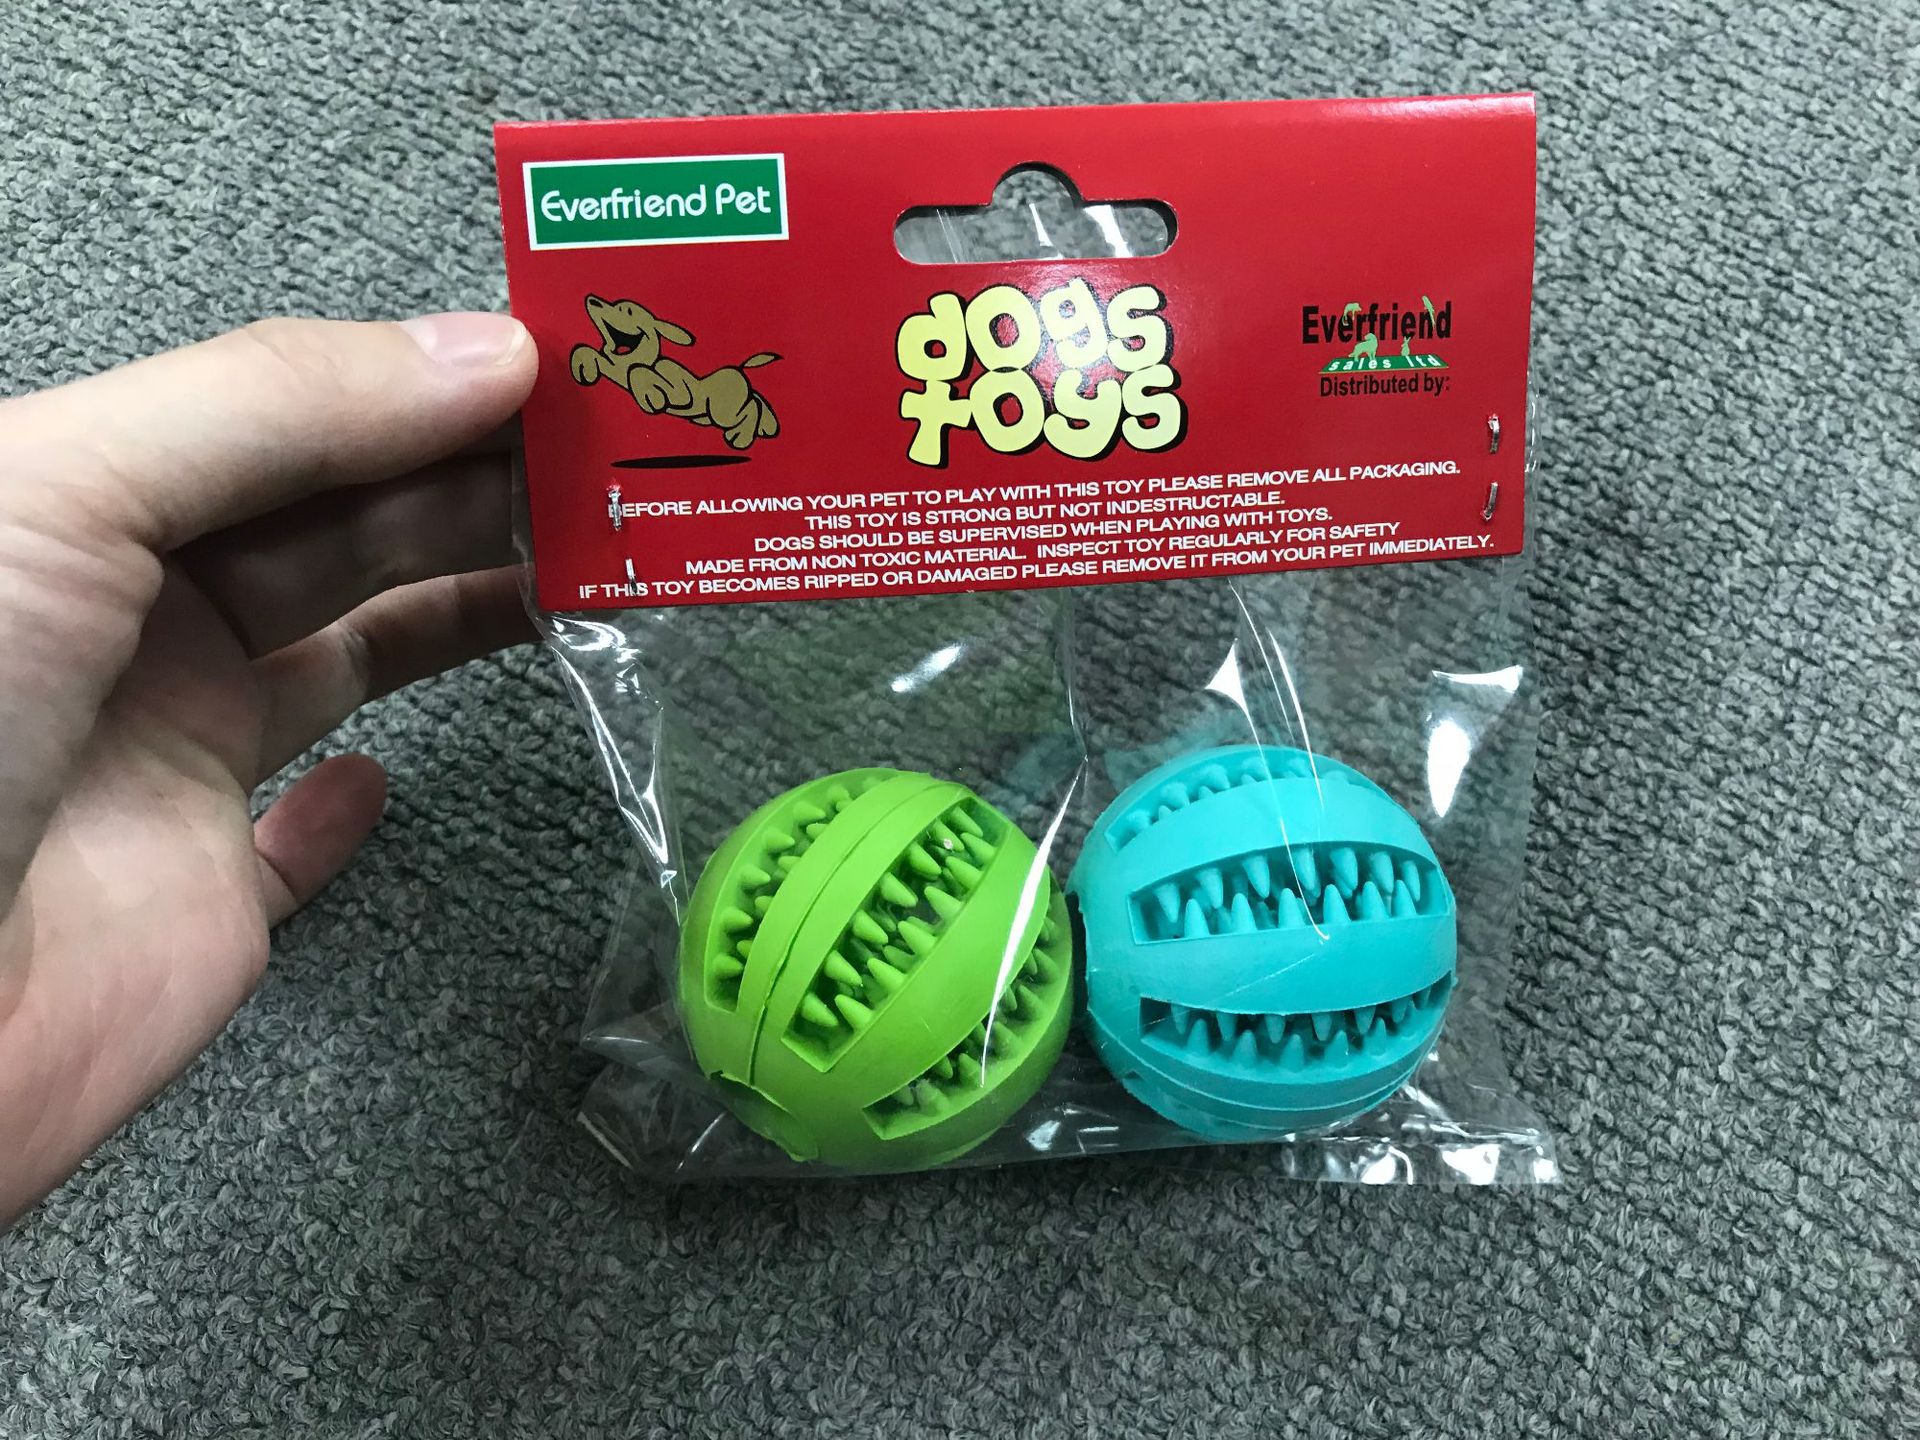 Everfriend Pet
dogs
toys
Everfriend
sales ltd
Distributed by:
BEFORE ALLOWING YOUR PET TO PLAY WITH THIS TOY PLEASE REMOVE ALL PACKAGING.
THIS TOY IS STRONG BUT NOT INDESTRUCTABLE.
DOGS SHOULD BE SUPERVISED WHEN PLAYING WITH TOYS.
MADE FROM NON TOXIC MATERIAL. INSPECT TOY REGULARLY FOR SAFETY
IF THIS TOY BECOMES RIPPED OR DAMAGED PLEASE REMOVE IT FROM YOUR PET IMMEDIATELY.